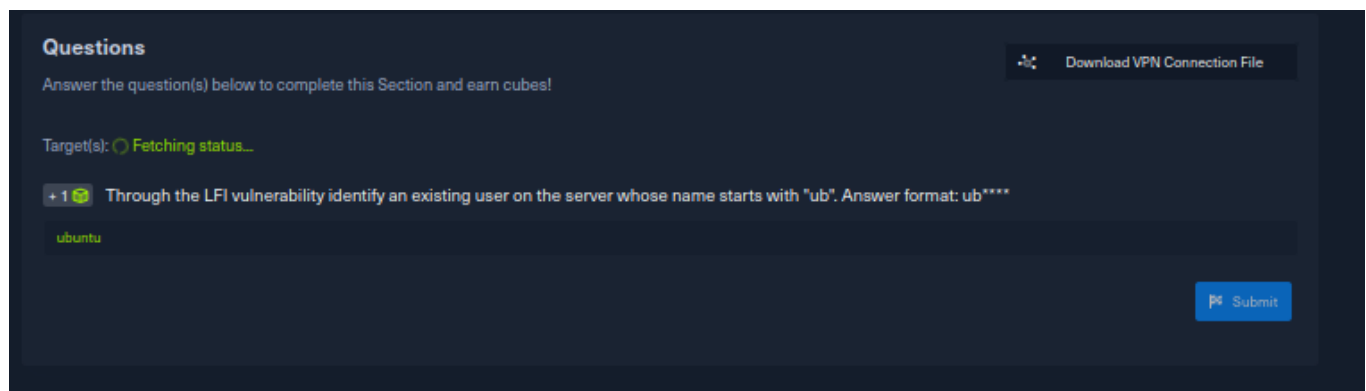 Questions
Download VPN Connection File
Answer the question(s) below to complete this Section and earn cubes!
Target(s): Fetching status...
+ 1 Through the LFI vulnerability identify an existing user on the server whose name starts with "ub". Answer format: ub****
ubuntu
Submit